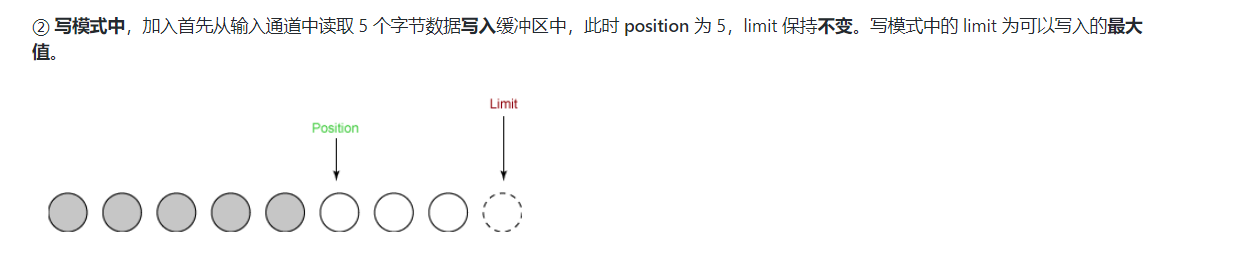 ② 写模式中，加入首先从输入通道中读取 5 个字节数据写入缓冲区中，此时 position 为 5，limit 保持不变。写模式中的 limit 为可以写入的最大
值。
Limit
Position